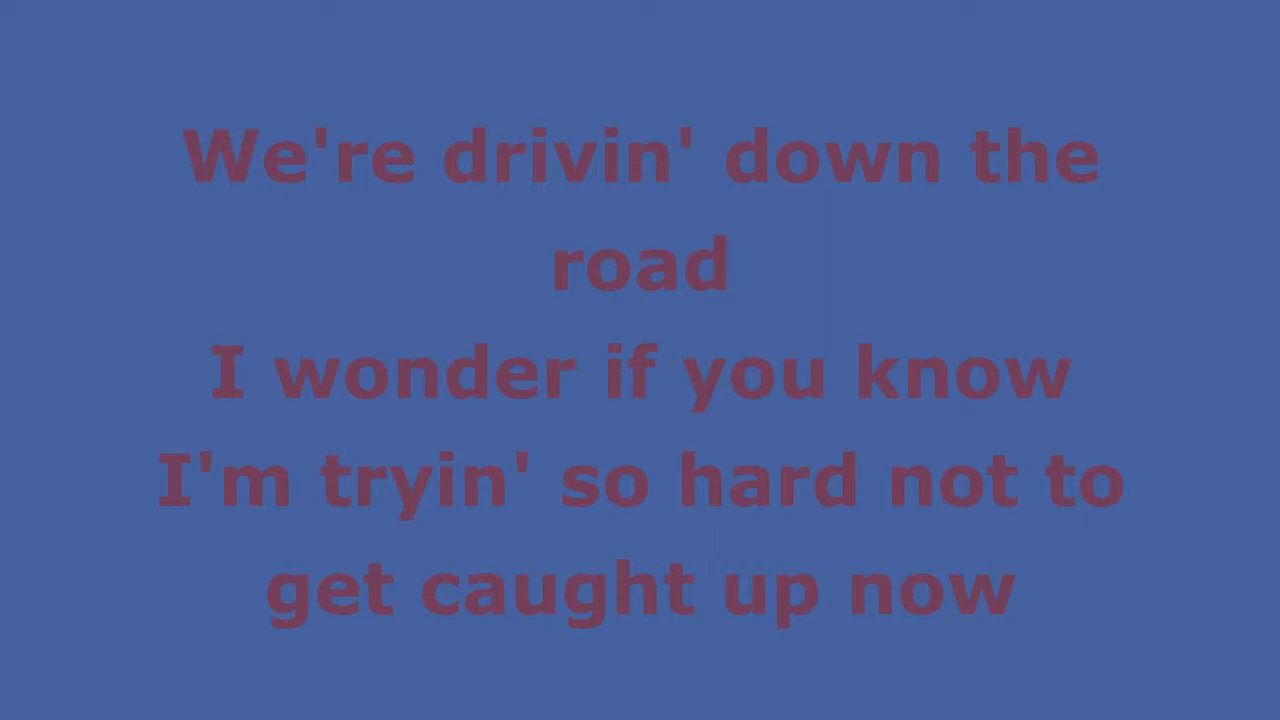 We're drivin' down the
road
I wonder if you know
I'm tryin' so hard not to
get caught up now